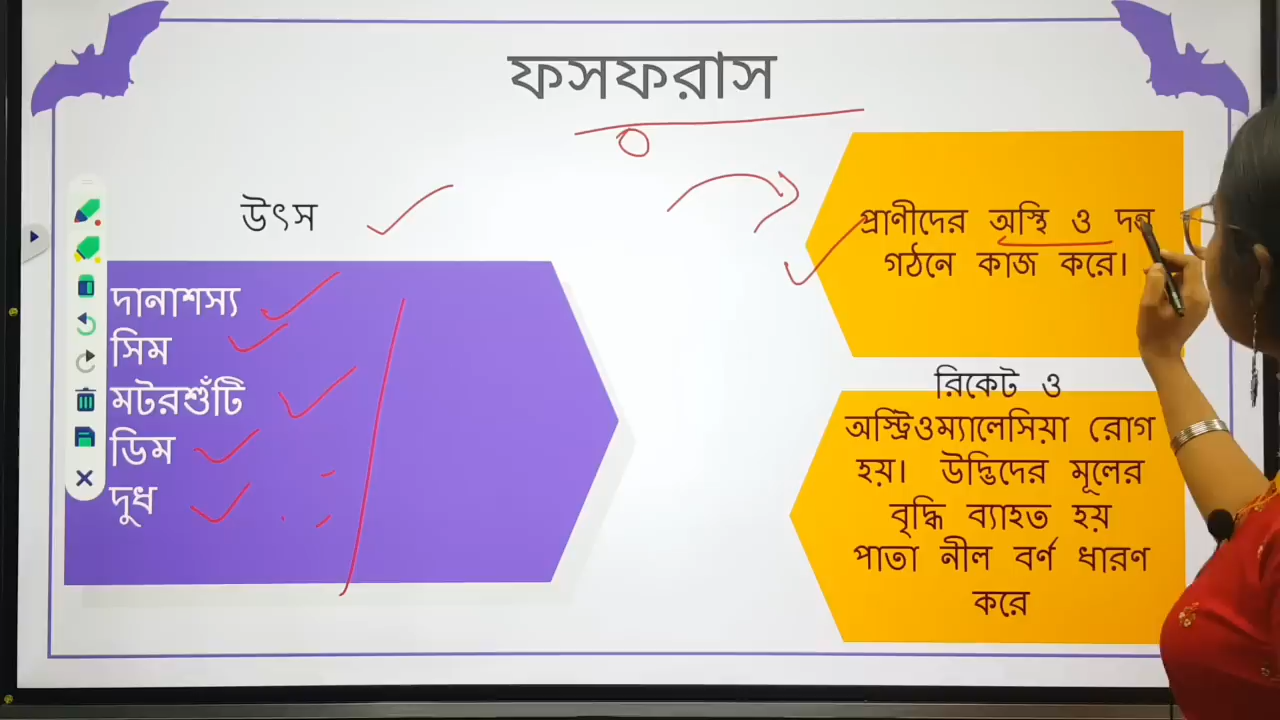 ফসফরাস
উৎস
দানাশস্য
সিম
মটরশুঁটি
ডিম
দুধ
প্রাণীদের অস্থি ও দন্ত
গঠনে কাজ করে।
রিকেট ও
অস্ট্রিওম্যালেসিয়া রোগ
হয়। উদ্ভিদের মূলের
বৃদ্ধি ব্যাহত হয়
পাতা নীল বর্ণ ধারণ
করে